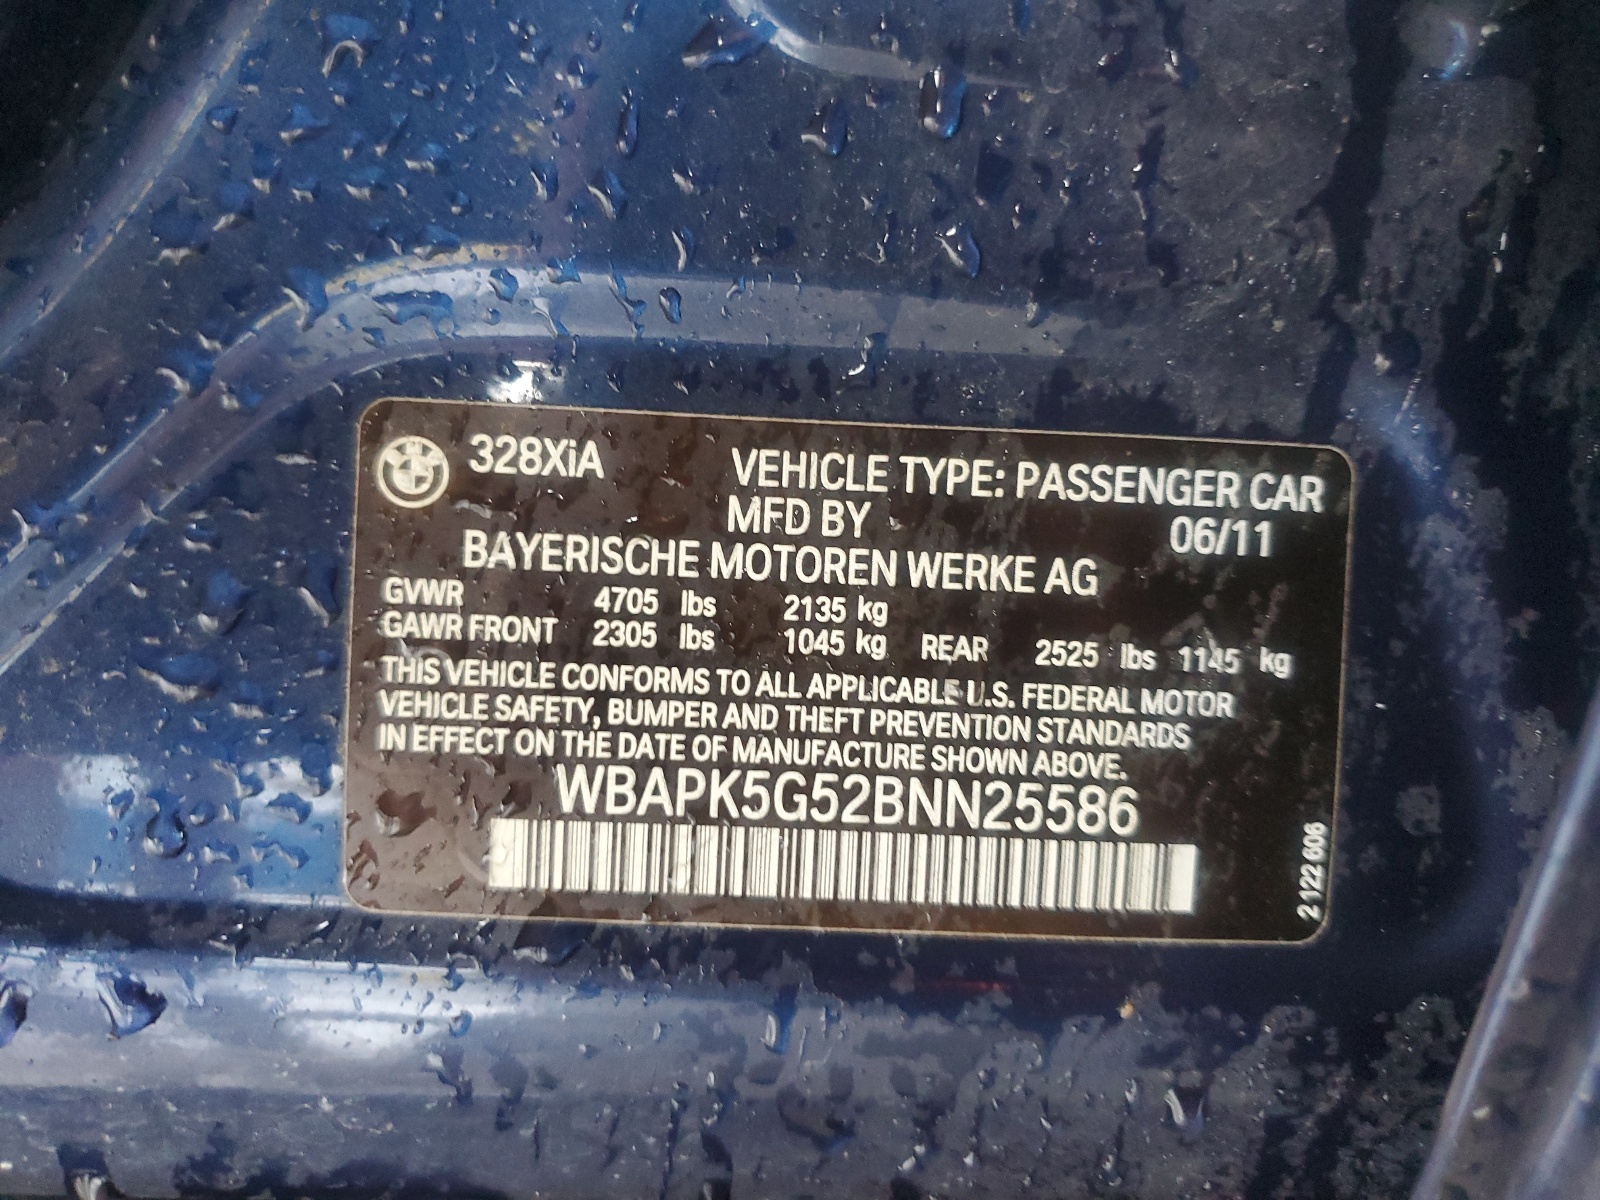 328XiA VEHICLE TYPE: PASSENGER CAR
MFD BY 06/11
BAYERISCHE MOTOREN WERKE AG
GVWR 4705 lbs 2135 kg
GAWR FRONT 2305 lbs 1045 kg REAR 2525 lbs 1145 kg
THIS VEHICLE CONFORMS TO ALL APPLICABLE U.S. FEDERAL MOTOR
VEHICLE SAFETY, BUMPER AND THEFT PREVENTION STANDARDS
IN EFFECT ON THE DATE OF MANUFACTURE SHOWN ABOVE.
WBAPK5G52BNN25586
2 122 606